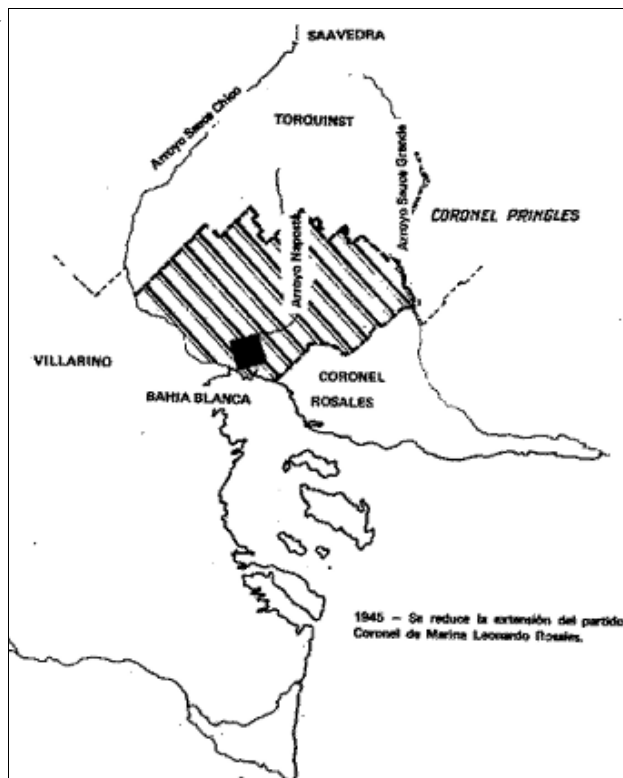 SAAVEDRA
Arroyo Sauce Chico
TORQUINST
Arroyo Sauce Grande
CORONEL PRINGLES
Arroyo Napostá
VILLARINO
CORONEL
ROSALES
BAHIA BLANCA
1945 — Se reduce la extensión del partido
Coronel de Marina Leonardo Rosales.